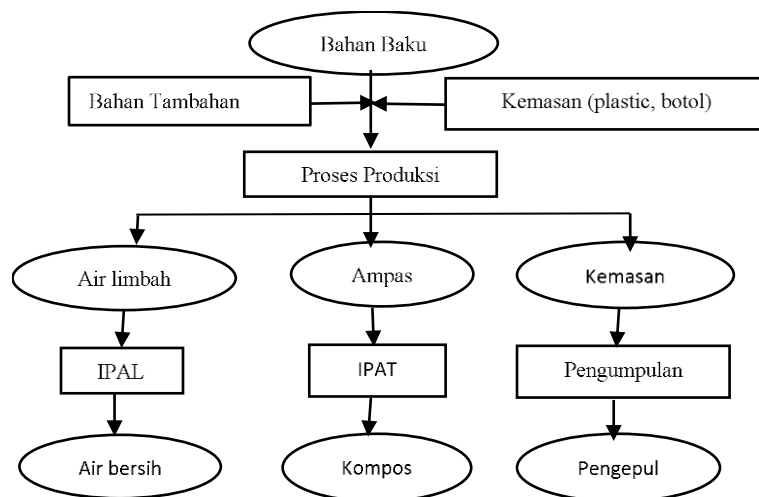 Bahan Baku
Bahan Tambahan
Kemasan (plastic, botol)
Proses Produksi
Air limbah
Ampas
Kemasan
IPAL
IPAT
Pengumpulan
Air bersih
Kompos
Pengepul